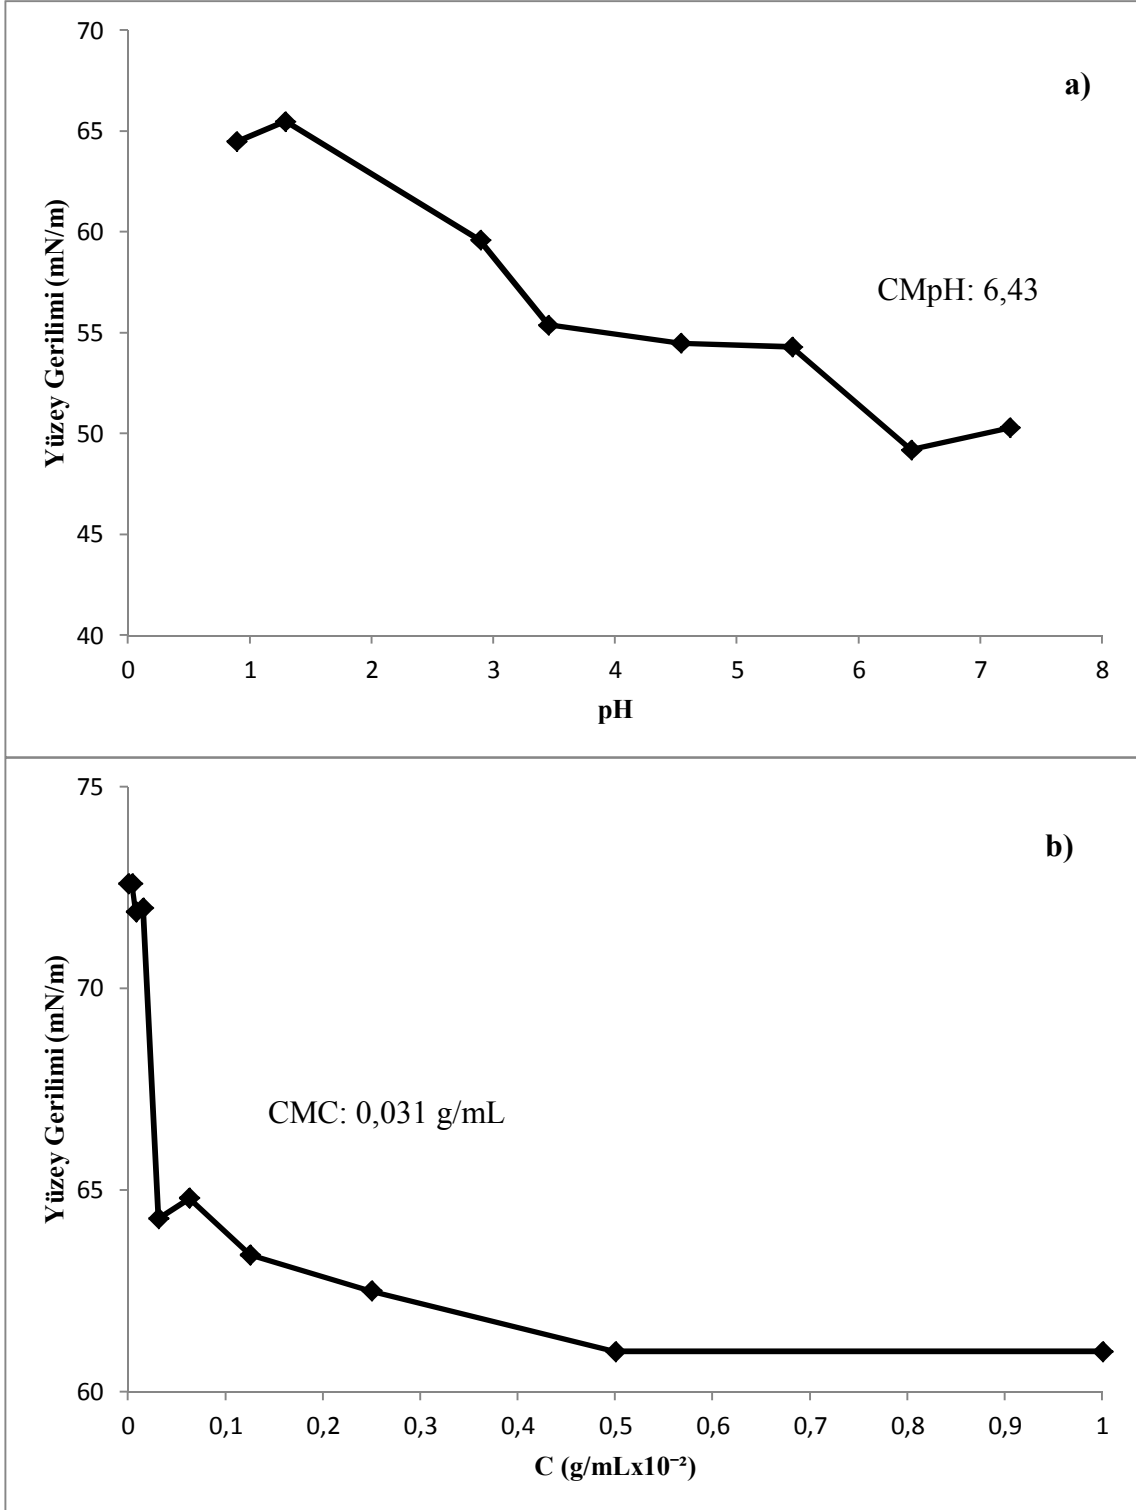 a)
70
65
60
55
50
45
40
Yüzey Gerilimi (mN/m)
CMpH: 6,43
0 1 2 3 4 5 6 7 8
pH
b)
75
70
65
60
Yüzey Gerilimi (mN/m)
CMC: 0,031 g/mL
0 0,1 0,2 0,3 0,4 0,5 0,6 0,7 0,8 0,9 1
C (g/mLx10⁻²)